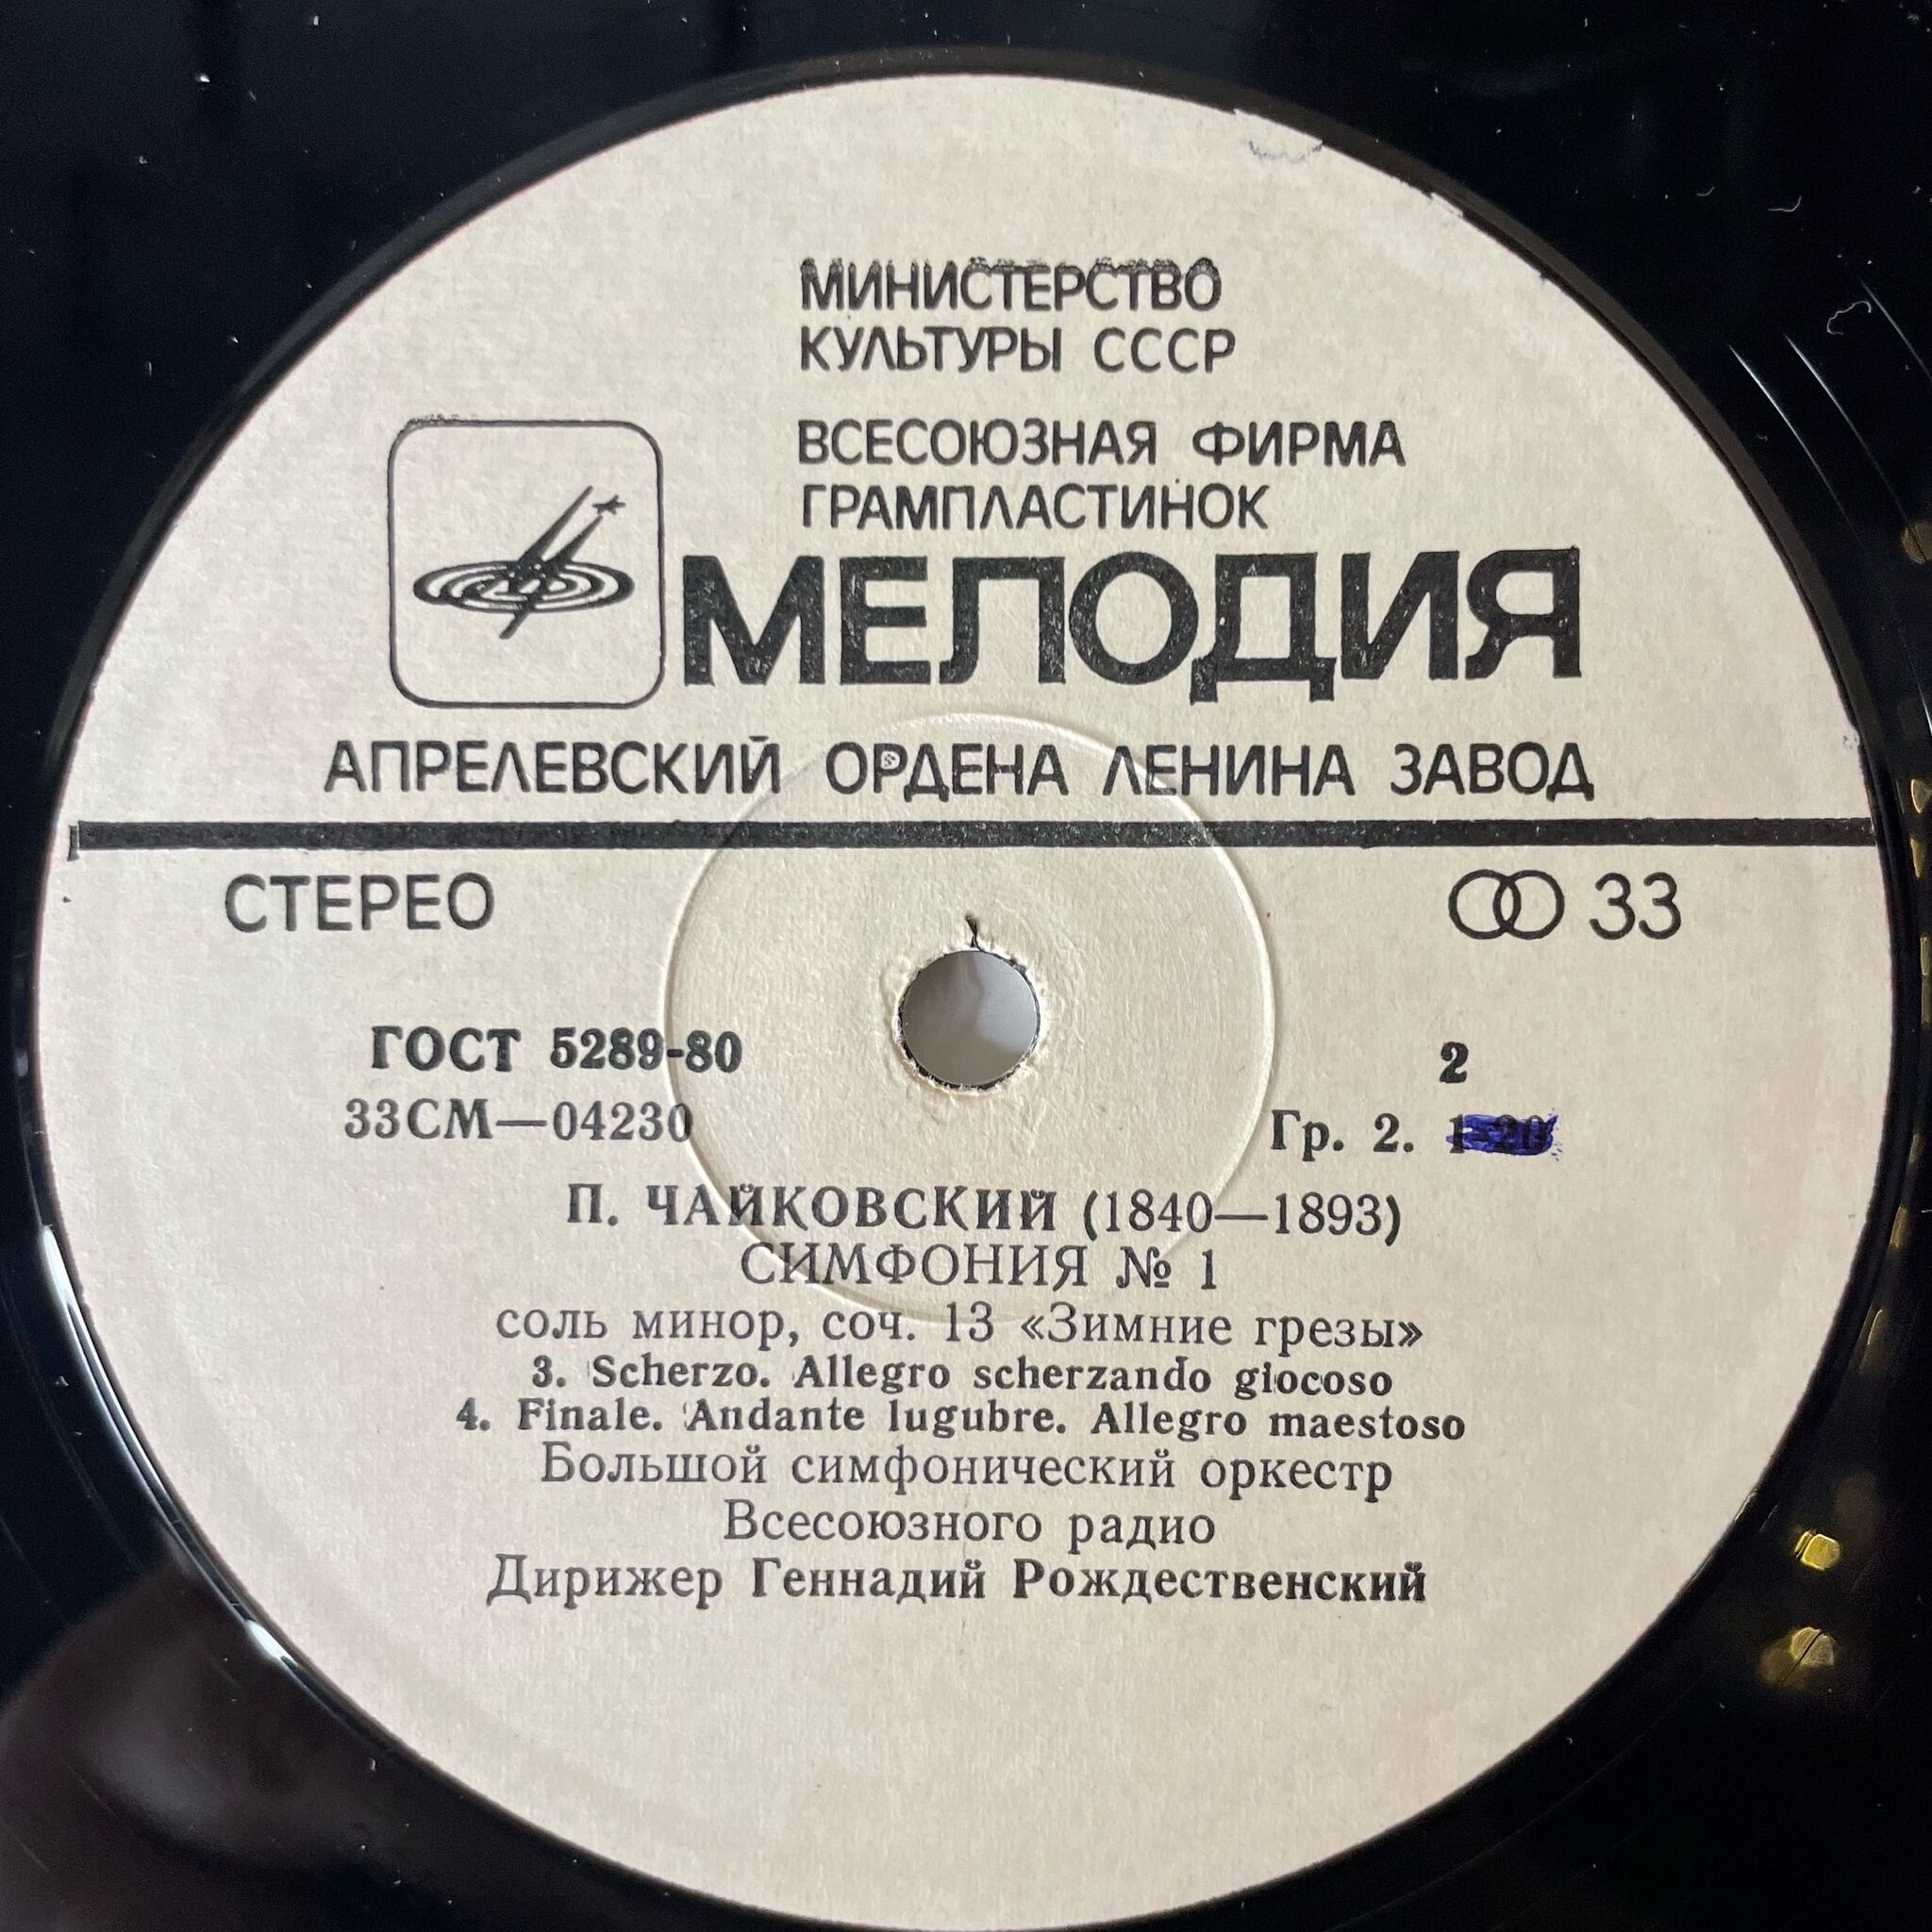 МИНИСТЕРСТВО
КУЛЬТУРЫ СССР
ВСЕСОЮЗНАЯ ФИРМА
ГРАМПЛАСТИНОК
МЕЛОДИЯ
АПРЕЛЕВСКИЙ ОРДЕНА ЛЕНИНА ЗАВОД
СТЕРЕО 33
ГОСТ 5289-80 2
33СМ—04230 Гр. 2.
П. ЧАЙКОВСКИЙ (1840—1893)
СИМФОНИЯ № 1
соль минор, соч. 13 «Зимние грезы»
3. Scherzo. Allegro scherzando giocoso
4. Finale. Andante lugubre. Allegro maestoso
Большой симфонический оркестр
Всесоюзного радио
Дирижер Геннадий Рождественский